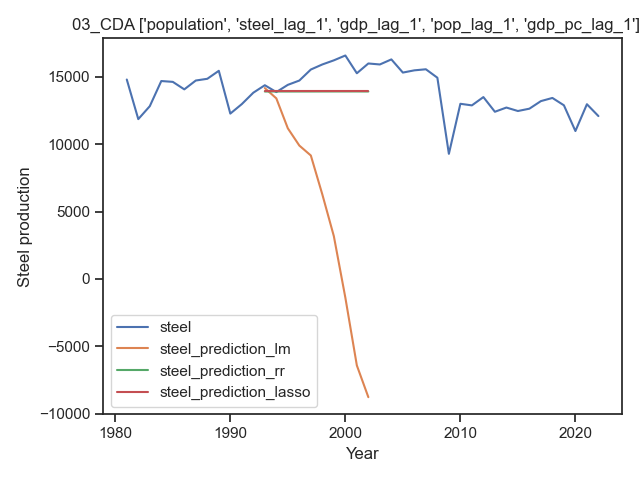 03_CDA ['population', 'steel_lag_1', 'gdp_lag_1', 'pop_lag_1', 'gdp_pc_lag_1']
15000
10000
5000
0
−5000
−10000
Steel production
steel
steel_prediction_lm
steel_prediction_rr
steel_prediction_lasso
1980
1990
2000
2010
2020
Year